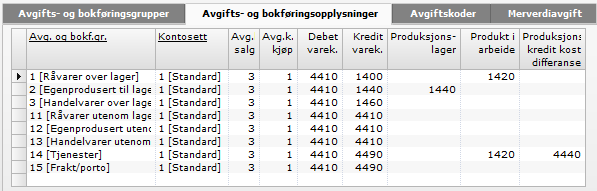 Avgifts- og bokføringsgrupper Avgifts- og bokføringsopplysninger Avgiftskoder Merverdiavgift
Avg. og bokf.gr. Kontosett Avg.k. Debet Kredit Produksjons- Produkt i Produksjons
salg kjøp varek. varek. lager arbeide kredit kost
differanse
1 [Råvarer over lager] 1 [Standard] 3 1 4410 1400 1420
2 [Egenprodusert til lage 1 [Standard] 3 1 4410 1440 1440
3 [Handelvarer over lage 1 [Standard] 3 1 4410 1460
11 [Råvarer utenom lager 1 [Standard] 3 1 4410 4410
12 [Egenprodusert uteno 1 [Standard] 3 1 4410 4410
13 [Handelvarer utenom 1 [Standard] 3 1 4410 4410
14 [Tjenester] 1 [Standard] 3 1 4410 4490 1420 4440
15 [Frakt/porto] 1 [Standard] 3 1 4410 4490